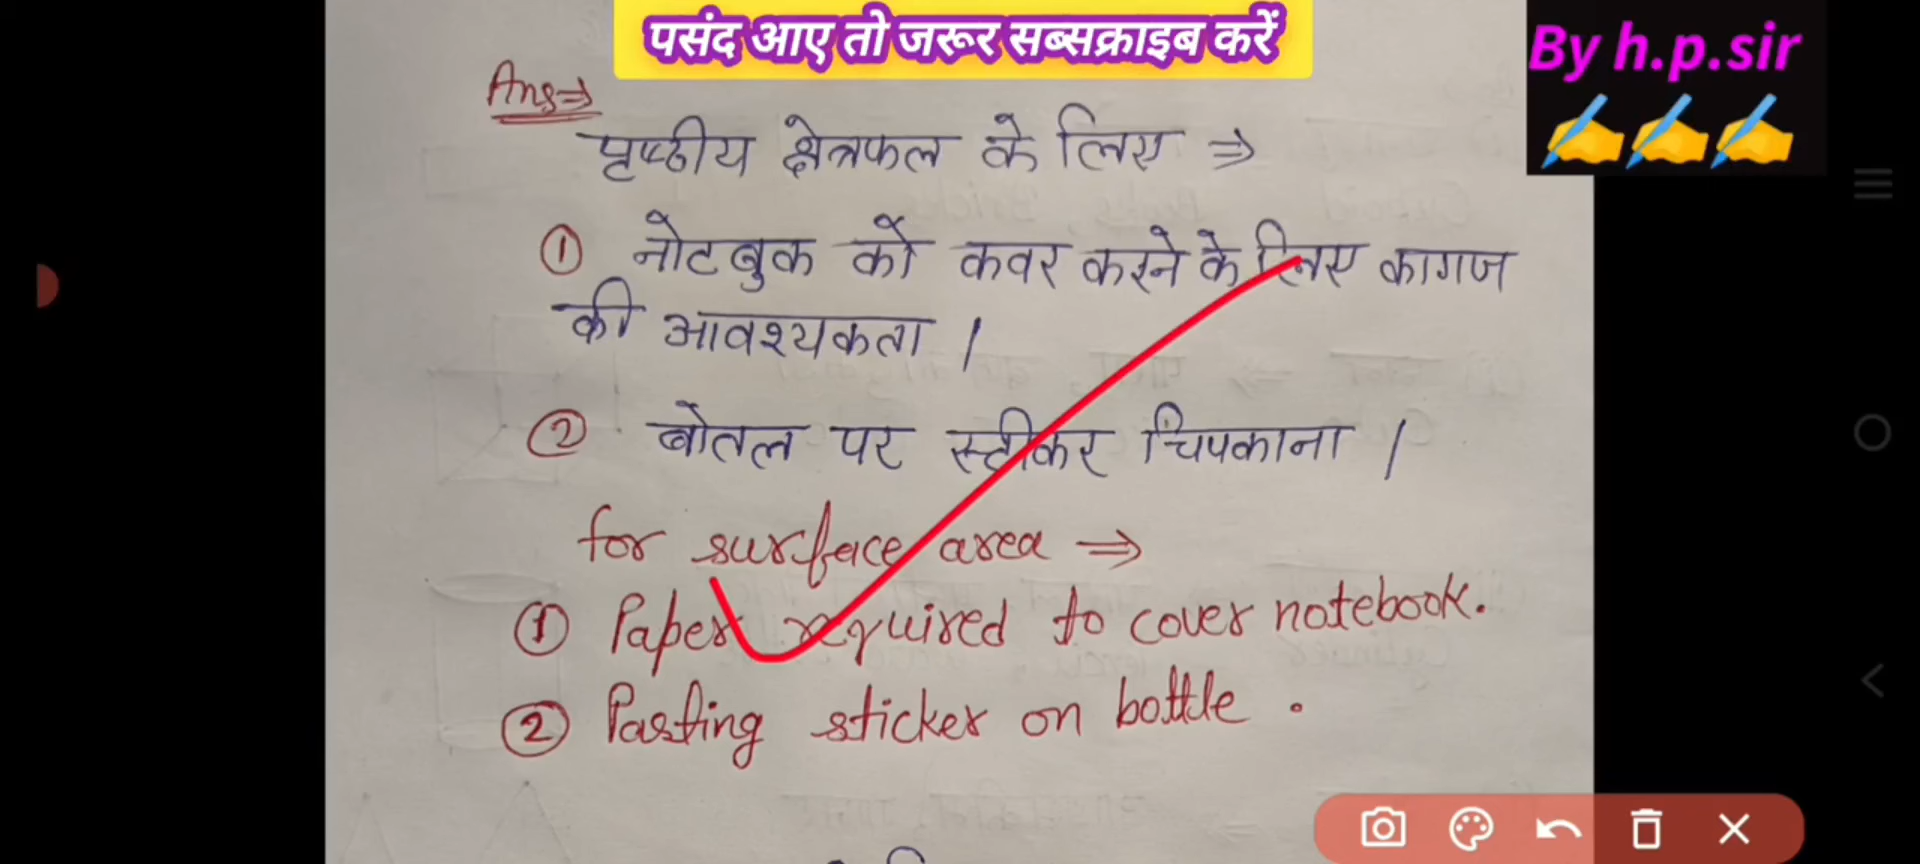 पसंद आए तो जरूर सब्सक्राइब करें
By h.p.sir
Ans⇒
पृष्ठीय क्षेत्रफल के लिए ⇒
① नोटबुक को कवर करने के लिए कागज
की आवश्यकता |
② बोतल पर स्टीकर चिपकाना |
for surface area ⇒
① Paper required to cover notebook.
② Pasting sticker on bottle .